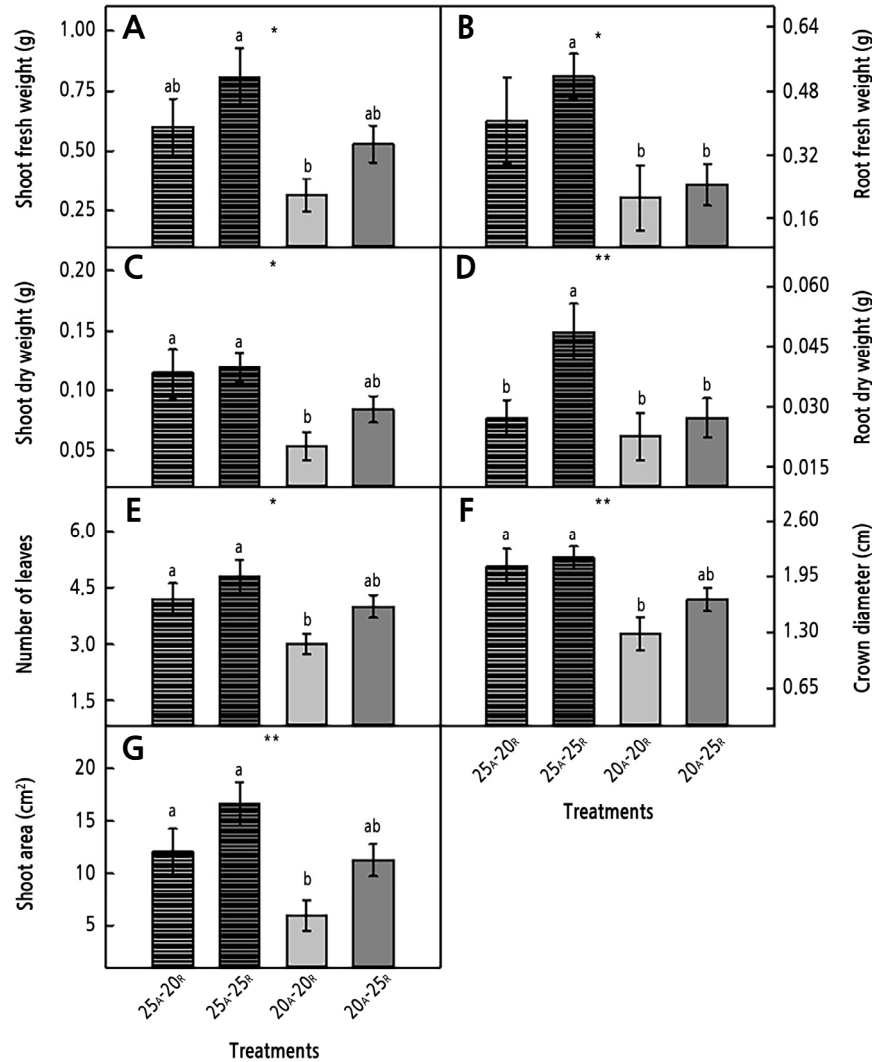 A
*
Shoot fresh weight (g)
1.00
0.75
0.50
0.25
ab
a
b
ab
B
*
Root fresh weight (g)
0.64
0.48
0.32
0.16
a
b
b
C
*
Shoot dry weight (g)
0.20
0.15
0.10
0.05
a
a
b
ab
D
**
Root dry weight (g)
0.060
0.045
0.030
0.015
b
a
b
b
E
*
Number of leaves
6.0
4.5
3.0
1.5
a
a
b
ab
F
**
Crown diameter (cm)
2.60
1.95
1.30
0.65
a
a
b
ab
25A-20R
25A-25R
20A-20R
20A-25R
Treatments
G
**
Shoot area (cm²)
20
15
10
5
a
a
b
ab
25A-20R
25A-25R
20A-20R
20A-25R
Treatments